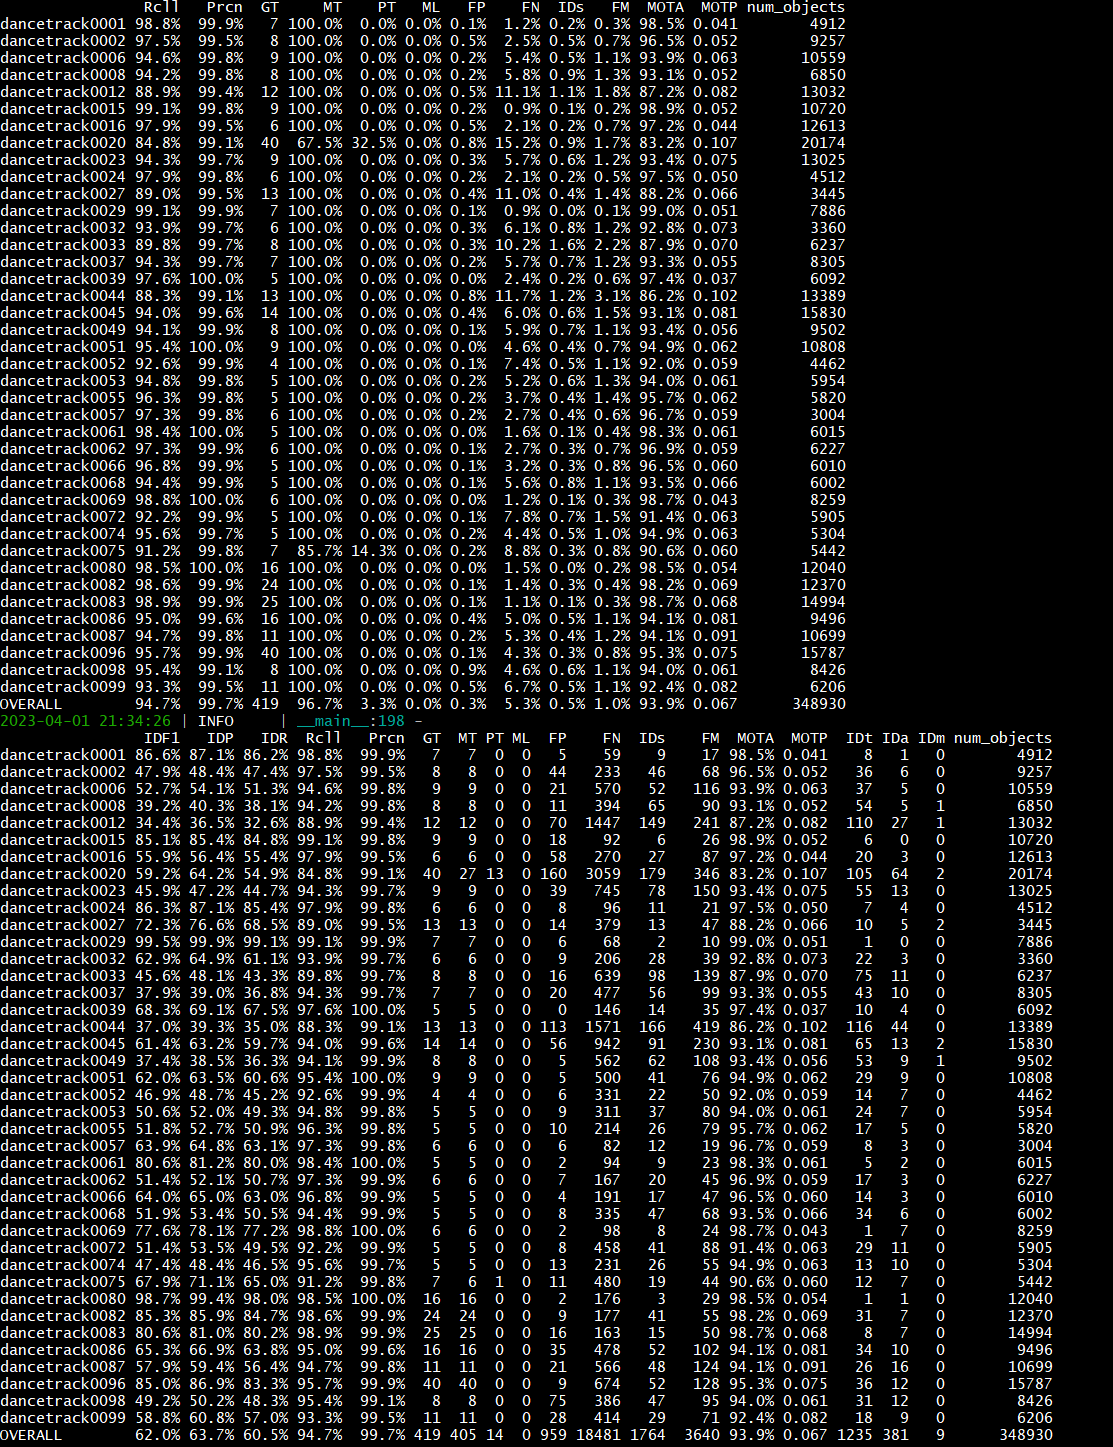 Rcll Prcn GT MT PT ML FP FN IDs FM MOTA MOTP num_objects
dancetrack0001 98.8% 99.9% 7 100.0% 0.0% 0.0% 0.1% 1.2% 0.2% 0.3% 98.5% 0.041 4912
dancetrack0002 97.5% 99.5% 8 100.0% 0.0% 0.0% 0.5% 2.5% 0.5% 0.7% 96.5% 0.052 9257
dancetrack0006 94.6% 99.8% 9 100.0% 0.0% 0.0% 0.2% 5.4% 0.5% 1.1% 93.9% 0.063 10559
dancetrack0008 94.2% 99.8% 8 100.0% 0.0% 0.0% 0.2% 5.8% 0.9% 1.3% 93.1% 0.052 6850
dancetrack0012 88.9% 99.4% 12 100.0% 0.0% 0.0% 0.5% 11.1% 1.1% 1.8% 87.2% 0.082 13032
dancetrack0015 99.1% 99.8% 9 100.0% 0.0% 0.0% 0.2% 0.9% 0.1% 0.2% 98.9% 0.052 10720
dancetrack0016 97.9% 99.5% 6 100.0% 0.0% 0.0% 0.5% 2.1% 0.2% 0.7% 97.2% 0.044 12613
dancetrack0020 84.8% 99.1% 40 67.5% 32.5% 0.0% 0.8% 15.2% 0.9% 1.7% 83.2% 0.107 20174
dancetrack0023 94.3% 99.7% 9 100.0% 0.0% 0.0% 0.3% 5.7% 0.6% 1.2% 93.4% 0.075 13025
dancetrack0024 97.9% 99.8% 6 100.0% 0.0% 0.0% 0.2% 2.1% 0.2% 0.5% 97.5% 0.050 4512
dancetrack0027 89.0% 99.5% 13 100.0% 0.0% 0.0% 0.4% 11.0% 0.4% 1.4% 88.2% 0.066 3445
dancetrack0029 99.1% 99.9% 7 100.0% 0.0% 0.0% 0.1% 0.9% 0.0% 0.1% 99.0% 0.051 7886
dancetrack0032 93.9% 99.7% 6 100.0% 0.0% 0.0% 0.3% 6.1% 0.8% 1.2% 92.8% 0.073 3360
dancetrack0033 89.8% 99.7% 8 100.0% 0.0% 0.0% 0.3% 10.2% 1.6% 2.2% 87.9% 0.070 6237
dancetrack0037 94.3% 99.7% 7 100.0% 0.0% 0.0% 0.2% 5.7% 0.7% 1.2% 93.3% 0.055 8305
dancetrack0039 97.6% 100.0% 5 100.0% 0.0% 0.0% 0.0% 2.4% 0.2% 0.6% 97.4% 0.037 6092
dancetrack0044 88.3% 99.1% 13 100.0% 0.0% 0.0% 0.8% 11.7% 1.2% 3.1% 86.2% 0.102 13389
dancetrack0045 94.0% 99.6% 14 100.0% 0.0% 0.0% 0.4% 6.0% 0.6% 1.5% 93.1% 0.081 15830
dancetrack0049 94.1% 99.9% 8 100.0% 0.0% 0.0% 0.1% 5.9% 0.7% 1.1% 93.4% 0.056 9502
dancetrack0051 95.4% 100.0% 9 100.0% 0.0% 0.0% 0.0% 4.6% 0.4% 0.7% 94.9% 0.062 10808
dancetrack0052 92.6% 99.9% 4 100.0% 0.0% 0.0% 0.1% 7.4% 0.5% 1.1% 92.0% 0.059 4462
dancetrack0053 94.8% 99.8% 5 100.0% 0.0% 0.0% 0.2% 5.2% 0.6% 1.3% 94.0% 0.061 5954
dancetrack0055 96.3% 99.8% 5 100.0% 0.0% 0.0% 0.2% 3.7% 0.4% 1.4% 95.7% 0.062 5820
dancetrack0057 97.3% 99.8% 6 100.0% 0.0% 0.0% 0.2% 2.7% 0.4% 0.6% 96.7% 0.059 3004
dancetrack0061 98.4% 100.0% 5 100.0% 0.0% 0.0% 0.0% 1.6% 0.1% 0.4% 98.3% 0.061 6015
dancetrack0062 97.3% 99.9% 6 100.0% 0.0% 0.0% 0.1% 2.7% 0.3% 0.7% 96.9% 0.059 6227
dancetrack0066 96.8% 99.9% 5 100.0% 0.0% 0.0% 0.1% 3.2% 0.3% 0.8% 96.5% 0.060 6010
dancetrack0068 94.4% 99.9% 5 100.0% 0.0% 0.0% 0.1% 5.6% 0.8% 1.1% 93.5% 0.066 6002
dancetrack0069 98.8% 100.0% 6 100.0% 0.0% 0.0% 0.0% 1.2% 0.1% 0.3% 98.7% 0.043 8259
dancetrack0072 92.2% 99.9% 5 100.0% 0.0% 0.0% 0.1% 7.8% 0.7% 1.5% 91.4% 0.063 5905
dancetrack0074 95.6% 99.7% 5 100.0% 0.0% 0.0% 0.2% 4.4% 0.5% 1.0% 94.9% 0.063 5304
dancetrack0075 91.2% 99.8% 7 85.7% 14.3% 0.0% 0.2% 8.8% 0.3% 0.8% 90.6% 0.060 5442
dancetrack0080 98.5% 100.0% 16 100.0% 0.0% 0.0% 0.0% 1.5% 0.0% 0.2% 98.5% 0.054 12040
dancetrack0082 98.6% 99.9% 24 100.0% 0.0% 0.0% 0.1% 1.4% 0.3% 0.4% 98.2% 0.069 12370
dancetrack0083 98.9% 99.9% 25 100.0% 0.0% 0.0% 0.1% 1.1% 0.1% 0.3% 98.7% 0.068 14994
dancetrack0086 95.0% 99.6% 16 100.0% 0.0% 0.0% 0.4% 5.0% 0.5% 1.1% 94.1% 0.081 9496
dancetrack0087 94.7% 99.8% 11 100.0% 0.0% 0.0% 0.2% 5.3% 0.4% 1.2% 94.1% 0.091 10699
dancetrack0096 95.7% 99.9% 40 100.0% 0.0% 0.0% 0.1% 4.3% 0.3% 0.8% 95.3% 0.075 15787
dancetrack0098 95.4% 99.1% 8 100.0% 0.0% 0.0% 0.9% 4.6% 0.6% 1.1% 94.0% 0.061 8426
dancetrack0099 93.3% 99.5% 11 100.0% 0.0% 0.0% 0.5% 6.7% 0.5% 1.1% 92.4% 0.082 6206
OVERALL 94.7% 99.7% 419 96.7% 3.3% 0.0% 0.3% 5.3% 0.5% 1.0% 93.9% 0.067 348930
2023-04-01 21:34:26 | INFO | __main__:198 -
IDF1 IDP IDR Rcll Prcn GT MT PT ML FP FN IDs FM MOTA MOTP IDt IDa IDm num_objects
dancetrack0001 86.6% 87.1% 86.2% 98.8% 99.9% 7 7 0 0 5 59 9 17 98.5% 0.041 8 1 0 4912
dancetrack0002 47.9% 48.4% 47.4% 97.5% 99.5% 8 8 0 0 44 233 46 68 96.5% 0.052 36 6 0 9257
dancetrack0006 52.7% 54.1% 51.3% 94.6% 99.8% 9 9 0 0 21 570 52 116 93.9% 0.063 37 5 0 10559
dancetrack0008 39.2% 40.3% 38.1% 94.2% 99.8% 8 8 0 0 11 394 65 90 93.1% 0.052 54 5 1 6850
dancetrack0012 34.4% 36.5% 32.6% 88.9% 99.4% 12 12 0 0 70 1447 149 241 87.2% 0.082 110 27 1 13032
dancetrack0015 85.1% 85.4% 84.8% 99.1% 99.8% 9 9 0 0 18 92 6 26 98.9% 0.052 6 0 0 10720
dancetrack0016 55.9% 56.4% 55.4% 97.9% 99.5% 6 6 0 0 58 270 27 87 97.2% 0.044 20 3 0 12613
dancetrack0020 59.2% 64.2% 54.9% 84.8% 99.1% 40 27 13 0 160 3059 179 346 83.2% 0.107 105 64 2 20174
dancetrack0023 45.9% 47.2% 44.7% 94.3% 99.7% 9 9 0 0 39 745 78 150 93.4% 0.075 55 13 0 13025
dancetrack0024 86.3% 87.1% 85.4% 97.9% 99.8% 6 6 0 0 8 96 11 21 97.5% 0.050 7 4 0 4512
dancetrack0027 72.3% 76.6% 68.5% 89.0% 99.5% 13 13 0 0 14 379 13 47 88.2% 0.066 10 5 2 3445
dancetrack0029 99.5% 99.9% 99.1% 99.1% 99.9% 7 7 0 0 6 68 2 10 99.0% 0.051 1 0 0 7886
dancetrack0032 62.9% 64.9% 61.1% 93.9% 99.7% 6 6 0 0 9 206 28 39 92.8% 0.073 22 3 0 3360
dancetrack0033 45.6% 48.1% 43.3% 89.8% 99.7% 8 8 0 0 16 639 98 139 87.9% 0.070 75 11 0 6237
dancetrack0037 37.9% 39.0% 36.8% 94.3% 99.7% 7 7 0 0 20 477 56 99 93.3% 0.055 43 10 0 8305
dancetrack0039 68.3% 69.1% 67.5% 97.6% 100.0% 5 5 0 0 0 146 14 35 97.4% 0.037 10 4 0 6092
dancetrack0044 37.0% 39.3% 35.0% 88.3% 99.1% 13 13 0 0 113 1571 166 419 86.2% 0.102 116 44 0 13389
dancetrack0045 61.4% 63.2% 59.7% 94.0% 99.6% 14 14 0 0 56 942 91 230 93.1% 0.081 65 13 2 15830
dancetrack0049 37.4% 38.5% 36.3% 94.1% 99.9% 8 8 0 0 5 562 62 108 93.4% 0.056 53 9 1 9502
dancetrack0051 62.0% 63.5% 60.6% 95.4% 100.0% 9 9 0 0 5 500 41 76 94.9% 0.062 29 9 0 10808
dancetrack0052 46.9% 48.7% 45.2% 92.6% 99.9% 4 4 0 0 6 331 22 50 92.0% 0.059 14 7 0 4462
dancetrack0053 50.6% 52.0% 49.3% 94.8% 99.8% 5 5 0 0 9 311 37 80 94.0% 0.061 24 7 0 5954
dancetrack0055 51.8% 52.7% 50.9% 96.3% 99.8% 5 5 0 0 10 214 26 79 95.7% 0.062 17 5 0 5820
dancetrack0057 63.9% 64.8% 63.1% 97.3% 99.8% 6 6 0 0 6 82 12 19 96.7% 0.059 8 3 0 3004
dancetrack0061 80.6% 81.2% 80.0% 98.4% 100.0% 5 5 0 0 2 94 9 23 98.3% 0.061 5 2 0 6015
dancetrack0062 51.4% 52.1% 50.7% 97.3% 99.9% 6 6 0 0 7 167 20 45 96.9% 0.059 17 3 0 6227
dancetrack0066 64.0% 65.0% 63.0% 96.8% 99.9% 5 5 0 0 4 191 17 47 96.5% 0.060 14 3 0 6010
dancetrack0068 51.9% 53.4% 50.5% 94.4% 99.9% 5 5 0 0 8 335 47 68 93.5% 0.066 34 6 0 6002
dancetrack0069 77.6% 78.1% 77.2% 98.8% 100.0% 6 6 0 0 2 98 8 24 98.7% 0.043 1 7 0 8259
dancetrack0072 51.4% 53.5% 49.5% 92.2% 99.9% 5 5 0 0 8 458 41 88 91.4% 0.063 29 11 0 5905
dancetrack0074 47.4% 48.4% 46.5% 95.6% 99.7% 5 5 0 0 13 231 26 55 94.9% 0.063 13 10 0 5304
dancetrack0075 67.9% 71.1% 65.0% 91.2% 99.8% 7 6 1 0 11 480 19 44 90.6% 0.060 12 7 0 5442
dancetrack0080 98.7% 99.4% 98.0% 98.5% 100.0% 16 16 0 0 2 176 3 29 98.5% 0.054 1 1 0 12040
dancetrack0082 85.3% 85.9% 84.7% 98.6% 99.9% 24 24 0 0 9 177 41 55 98.2% 0.069 31 7 0 12370
dancetrack0083 80.6% 81.0% 80.2% 98.9% 99.9% 25 25 0 0 16 163 15 50 98.7% 0.068 8 7 0 14994
dancetrack0086 65.3% 66.9% 63.8% 95.0% 99.6% 16 16 0 0 35 478 52 102 94.1% 0.081 34 10 0 9496
dancetrack0087 57.9% 59.4% 56.4% 94.7% 99.8% 11 11 0 0 21 566 48 124 94.1% 0.091 26 16 0 10699
dancetrack0096 85.0% 86.9% 83.3% 95.7% 99.9% 40 40 0 0 9 674 52 128 95.3% 0.075 36 12 0 15787
dancetrack0098 49.2% 50.2% 48.3% 95.4% 99.1% 8 8 0 0 75 386 47 95 94.0% 0.061 31 12 0 8426
dancetrack0099 58.8% 60.8% 57.0% 93.3% 99.5% 11 11 0 0 28 414 29 71 92.4% 0.082 18 9 0 6206
OVERALL 62.0% 63.7% 60.5% 94.7% 99.7% 419 405 14 0 959 18481 1764 3640 93.9% 0.067 1235 381 9 348930